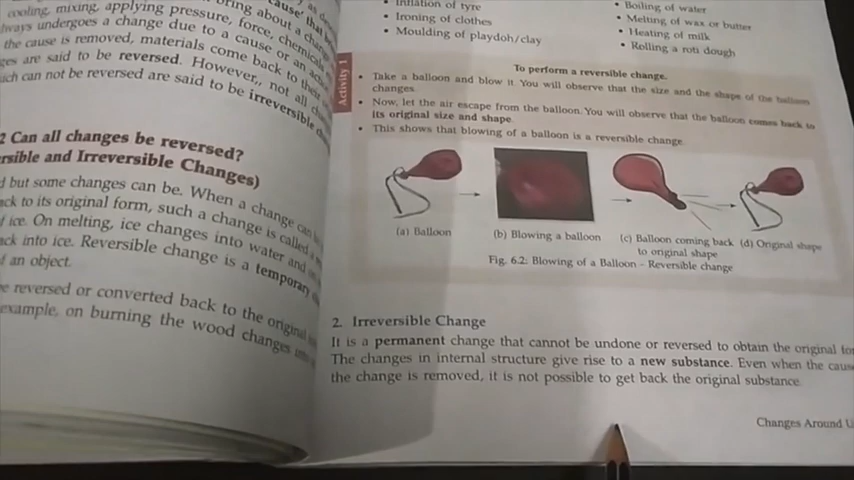 cooling, mixing, applying pressure, force,
always undergoes a change due to a cause or an
the cause is removed, materials come back to their
ges are said to be reversed. However, not all
ich can not be reversed are said to be irreversible
2 Can all changes be reversed?
rsible and Irreversible Changes)
d but some changes can be. When a change can
ck to its original form, such a change is called
f ice. On melting, ice changes into water and
ack into ice. Reversible change is a temporary
f an object.
e reversed or converted back to the original
example, on burning the wood changes
• Inflation of tyre
• Ironing of clothes
• Moulding of playdoh/clay
• Boiling of water
• Melting of wax or butter
• Heating of milk
• Rolling a roti dough
Activity 1
To perform a reversible change.
• Take a balloon and blow it. You will observe that the size and the shape of the balloon
changes.
• Now, let the air escape from the balloon. You will observe that the balloon comes back to
its original size and shape.
• This shows that blowing of a balloon is a reversible change.
(a) Balloon
(b) Blowing a balloon
(c) Balloon coming back
to original shape
(d) Original shape
Fig. 6.2: Blowing of a Balloon – Reversible change
2. Irreversible Change
It is a permanent change that cannot be undone or reversed to obtain the original
The changes in internal structure give rise to a new substance. Even when the
the change is removed, it is not possible to get back the original substance.
Changes Around